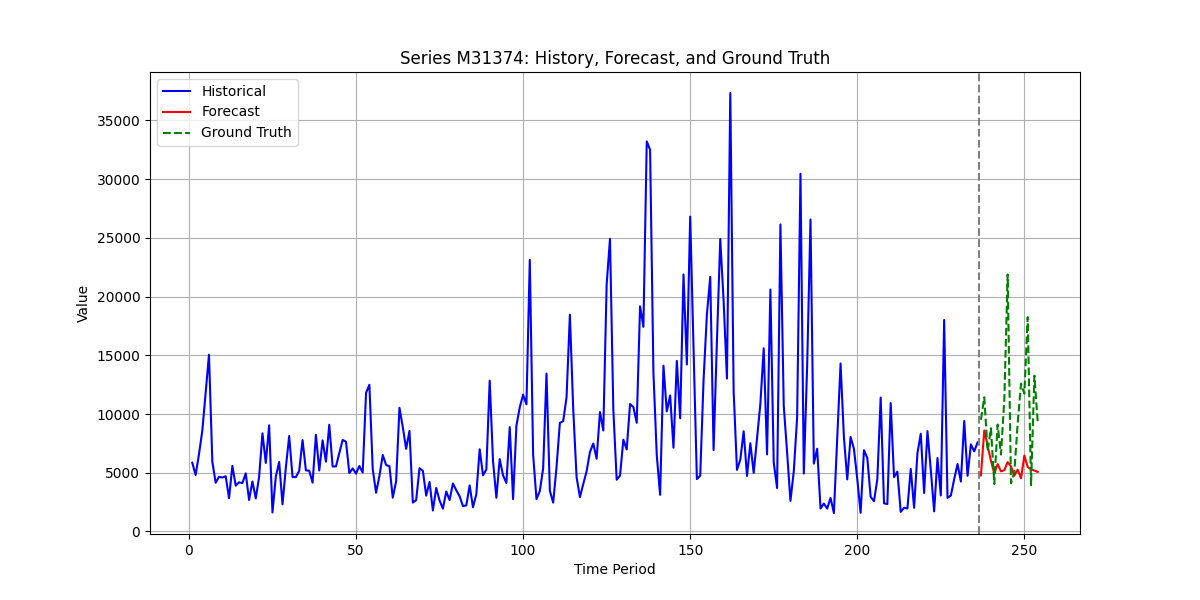 Series M31374: History, Forecast, and Ground Truth
Historical
Forecast
Ground Truth
35000
30000
25000
20000
15000
10000
5000
0
Value
0 50 100 150 200 250
Time Period